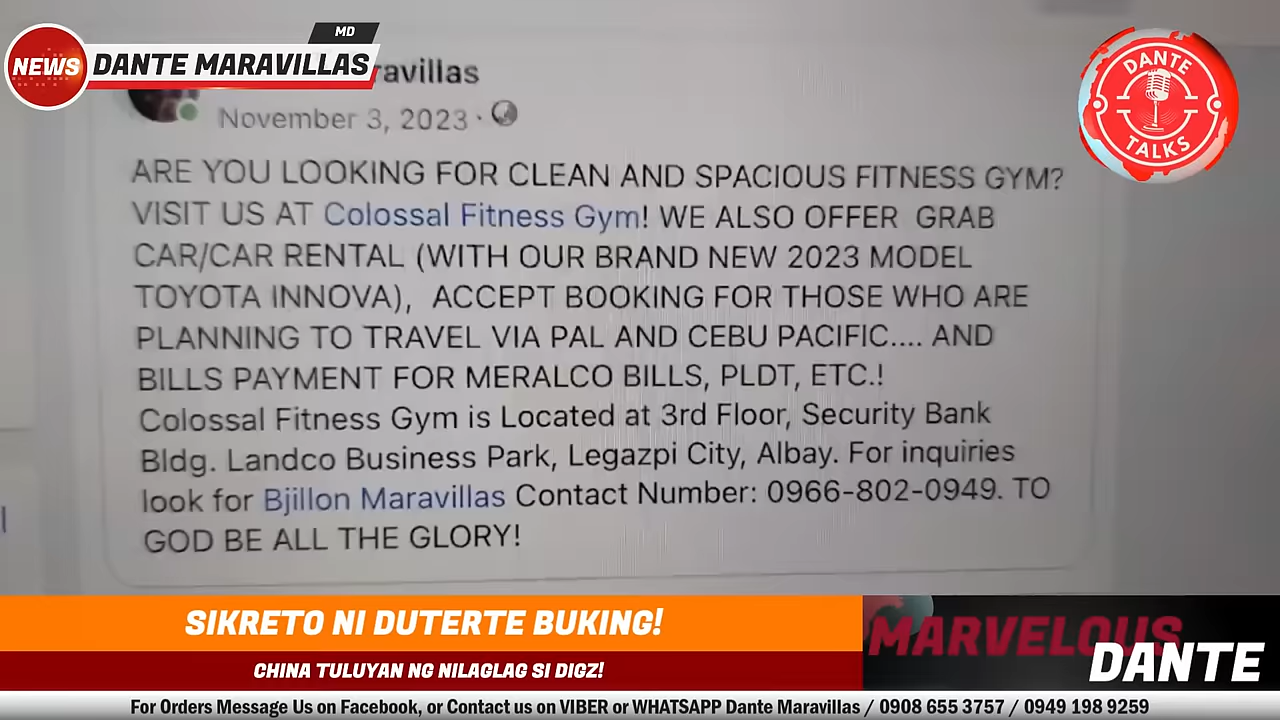 MD
NEWS
DANTE MARAVILLAS
ravillas
November 3, 2023 ·
DANTE
TALKS
ARE YOU LOOKING FOR CLEAN AND SPACIOUS FITNESS GYM?
VISIT US AT Colossal Fitness Gym! WE ALSO OFFER GRAB
CAR/CAR RENTAL (WITH OUR BRAND NEW 2023 MODEL
TOYOTA INNOVA), ACCEPT BOOKING FOR THOSE WHO ARE
PLANNING TO TRAVEL VIA PAL AND CEBU PACIFIC.... AND
BILLS PAYMENT FOR MERALCO BILLS, PLDT, ETC.!
Colossal Fitness Gym is Located at 3rd Floor, Security Bank
Bldg. Landco Business Park, Legazpi City, Albay. For inquiries
look for Bjillon Maravillas Contact Number: 0966-802-0949. TO
GOD BE ALL THE GLORY!
SIKRETO NI DUTERTE BUKING!
CHINA TULUYAN NG NILAGLAG SI DIGZ!
MARVELOUS
DANTE
For Orders Message Us on Facebook, or Contact us on VIBER or WHATSAPP Dante Maravillas / 0908 655 3757 / 0949 198 9259